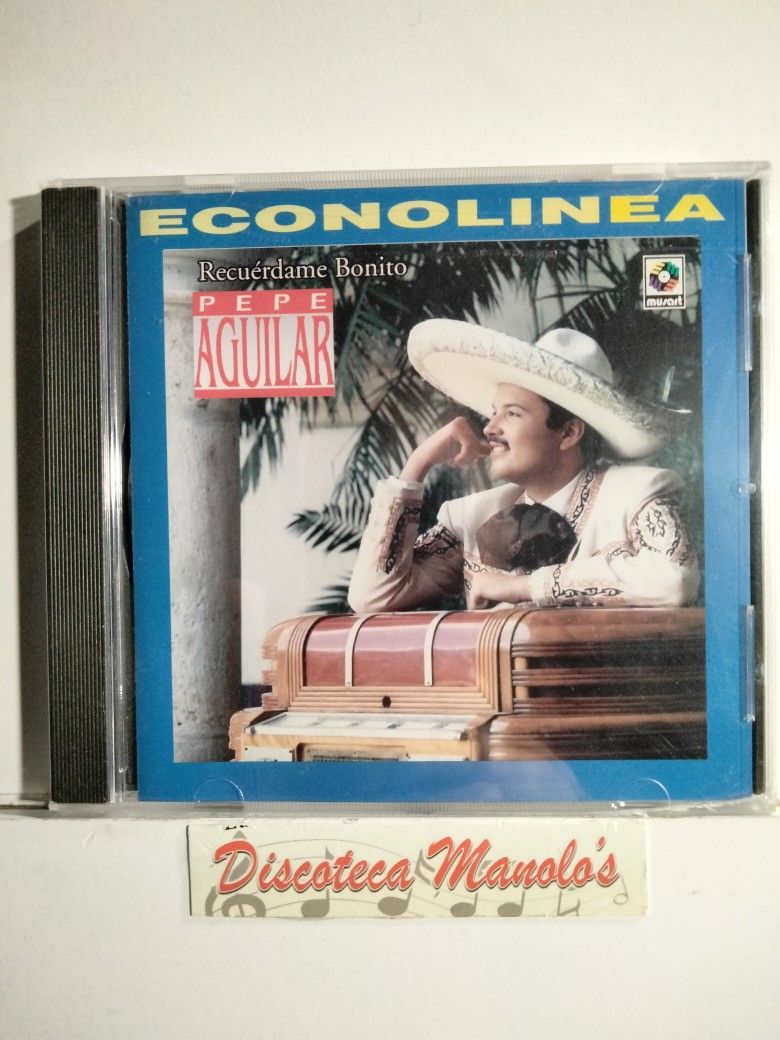 ECONOLINEA
Recuérdame Bonito
PEPE
AGUILAR
musart
Discoteca Manolo's